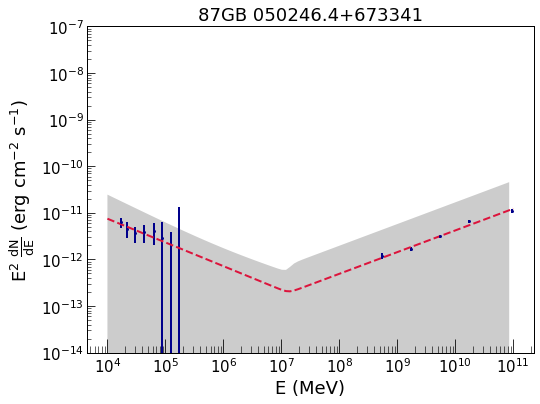 87GB 050246.4+673341
E² dN/dE (erg cm⁻² s⁻¹)
10⁻⁷
10⁻⁸
10⁻⁹
10⁻¹⁰
10⁻¹¹
10⁻¹²
10⁻¹³
10⁻¹⁴
10⁴ 10⁵ 10⁶ 10⁷ 10⁸ 10⁹ 10¹⁰ 10¹¹
E (MeV)